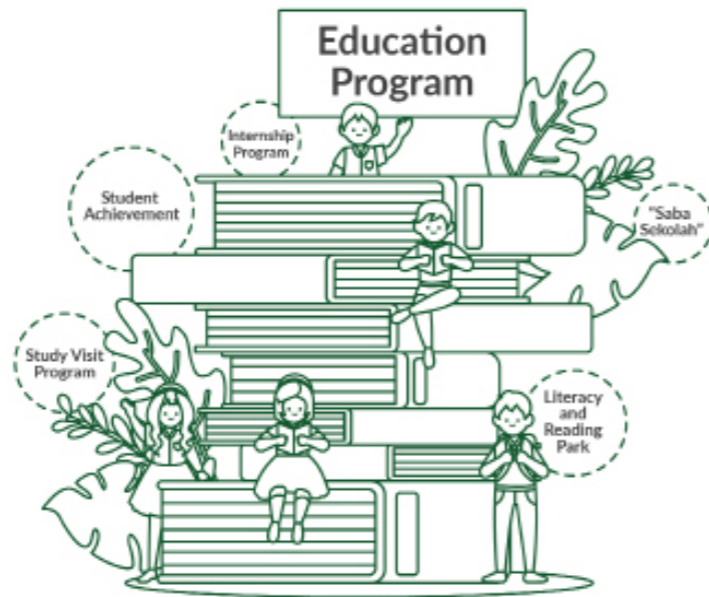 Education
Program
Internship
Program
Student
Achievement
"Saba
Sekolah"
Study Visit
Program
Literacy
and
Reading
Park